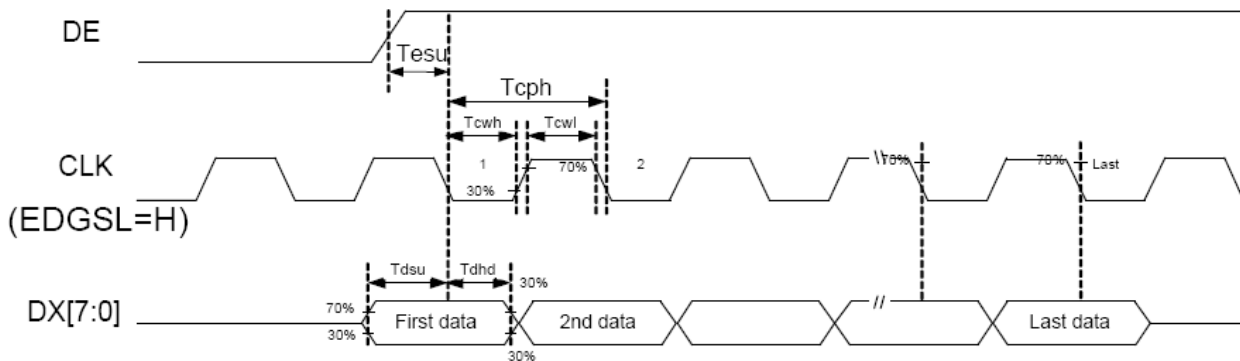 DE
Tesu
Tcph
Tcwh
Tcwl
CLK
1
70%
2
//
70%
70%
Last
30%
(EDGSL=H)
Tdsu
Tdhd
30%
70%
DX[7:0]
First data
2nd data
//
Last data
30%
30%